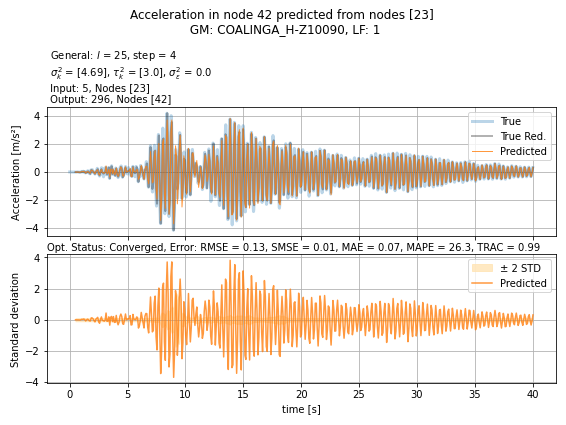 Acceleration in node 42 predicted from nodes [23]
GM: COALINGA_H-Z10090, LF: 1
General: l = 25, step = 4
σ²ₖ = [4.69], τ²ₖ = [3.0], σ²ε = 0.0
Input: 5, Nodes [23]
Output: 296, Nodes [42]
Acceleration [m/s²]
4
2
0
−2
−4
True
True Red.
Predicted
Opt. Status: Converged, Error: RMSE = 0.13, SMSE = 0.01, MAE = 0.07, MAPE = 26.3, TRAC = 0.99
Standard deviation
4
2
0
−2
−4
± 2 STD
Predicted
0 5 10 15 20 25 30 35 40
time [s]